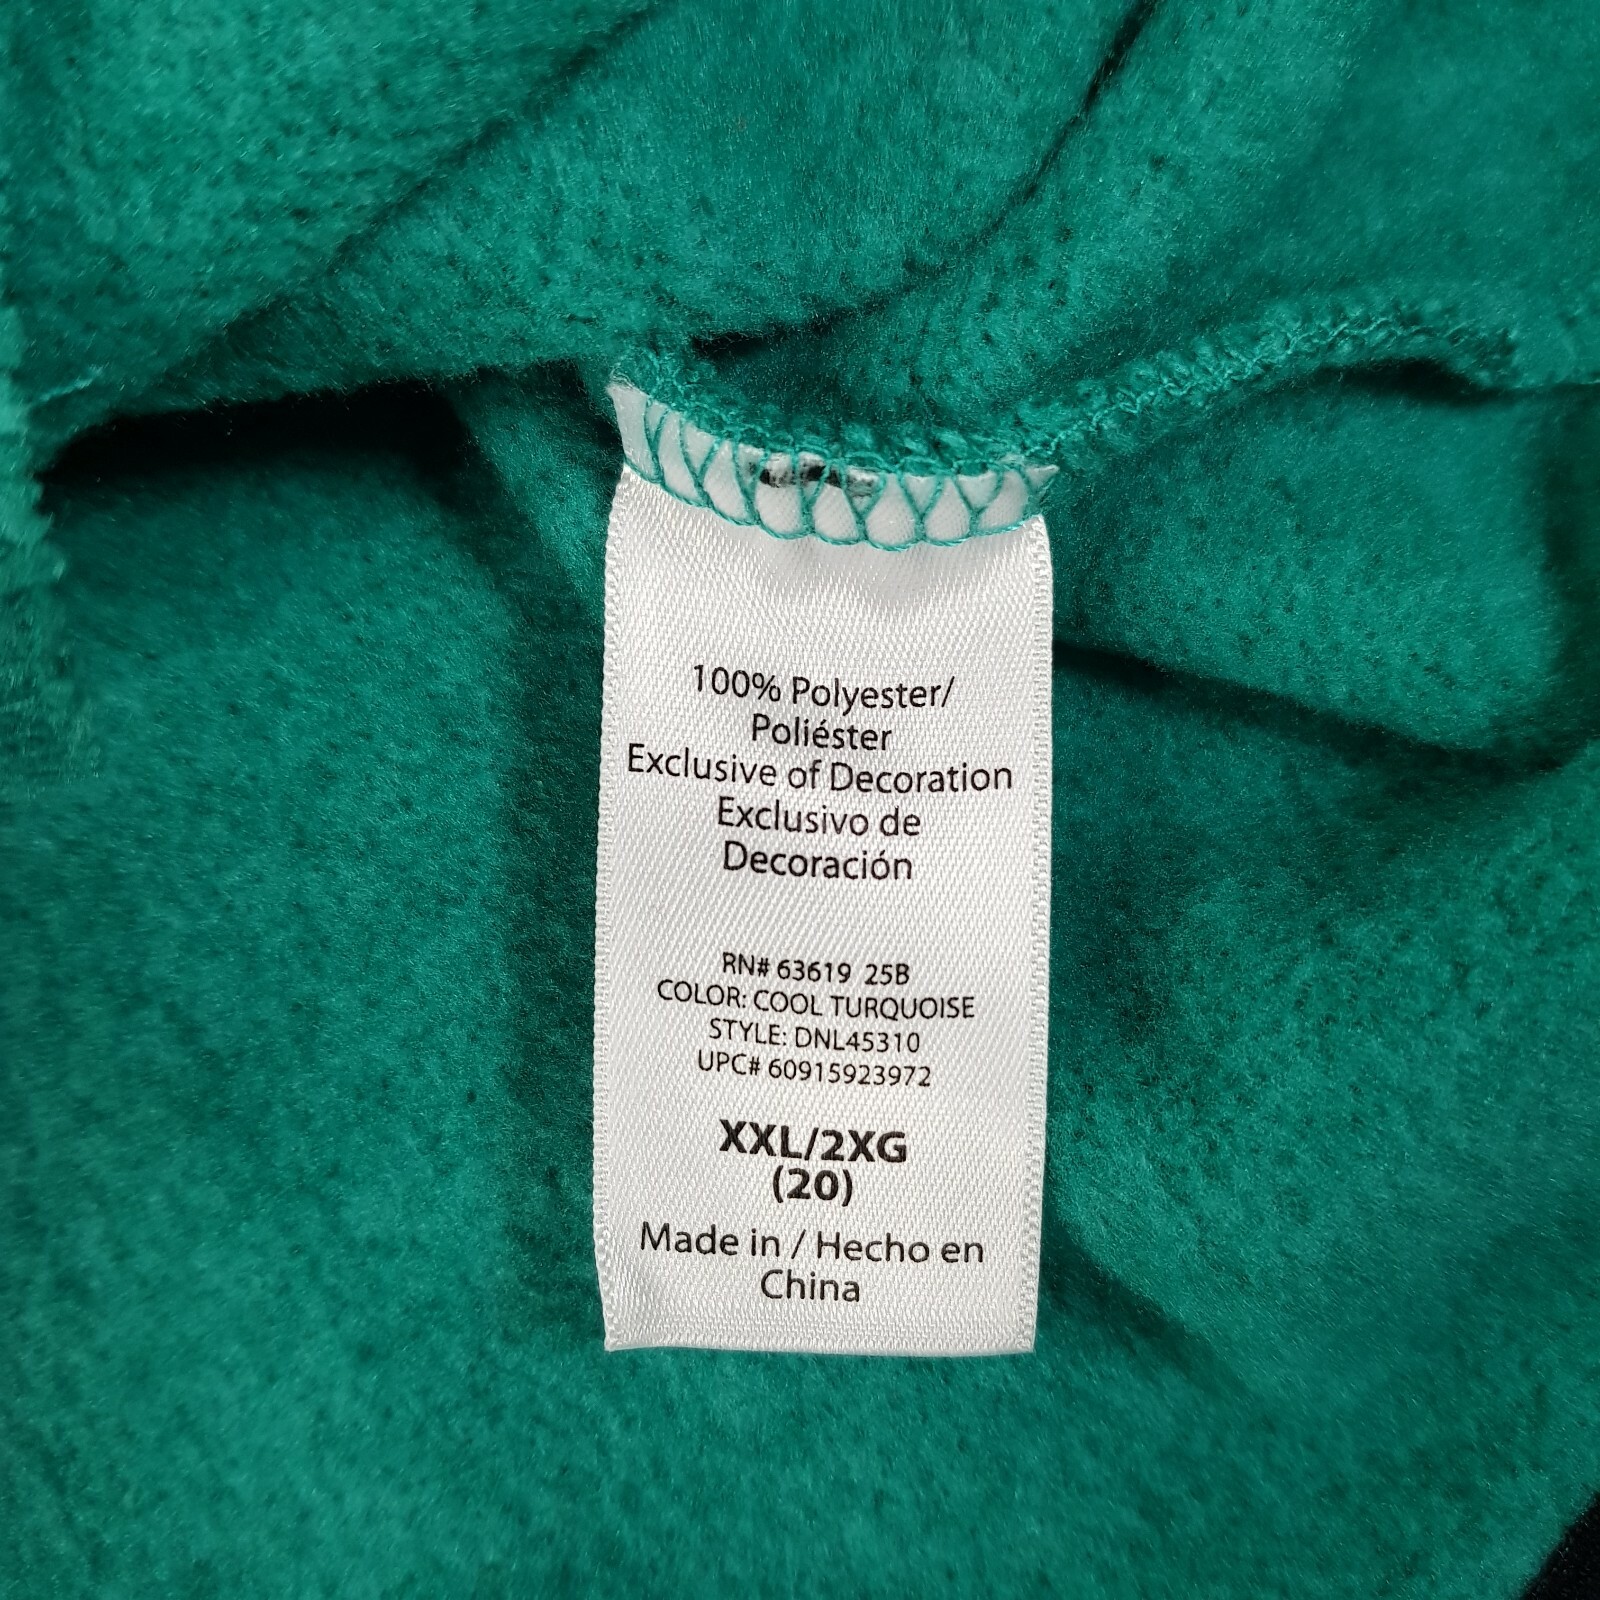 100% Polyester/
Poliéster
Exclusive of Decoration
Exclusivo de
Decoración
RN# 63619 25B
COLOR: COOL TURQUOISE
STYLE: DNL45310
UPC# 60915923972
XXL/2XG
(20)
Made in / Hecho en
China